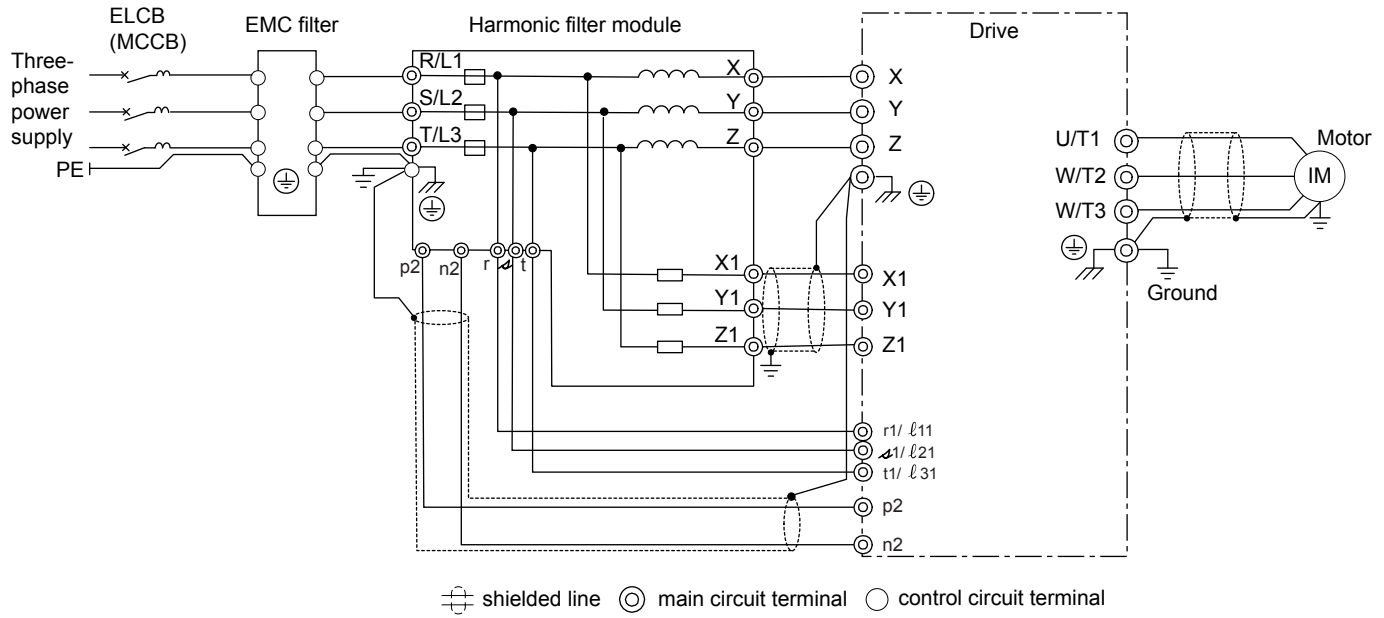 ELCB
(MCCB)
EMC filter
Harmonic filter module
Drive
Three-
phase
power
supply
PE
R/L1
S/L2
T/L3
X
Y
Z
X
Y
Z
U/T1
W/T2
W/T3
Motor
IM
Ground
p2
n2
r
s
t
X1
Y1
Z1
X1
Y1
Z1
r1/ ℓ11
s1/ ℓ21
t1/ ℓ31
p2
n2
shielded line
main circuit terminal
control circuit terminal